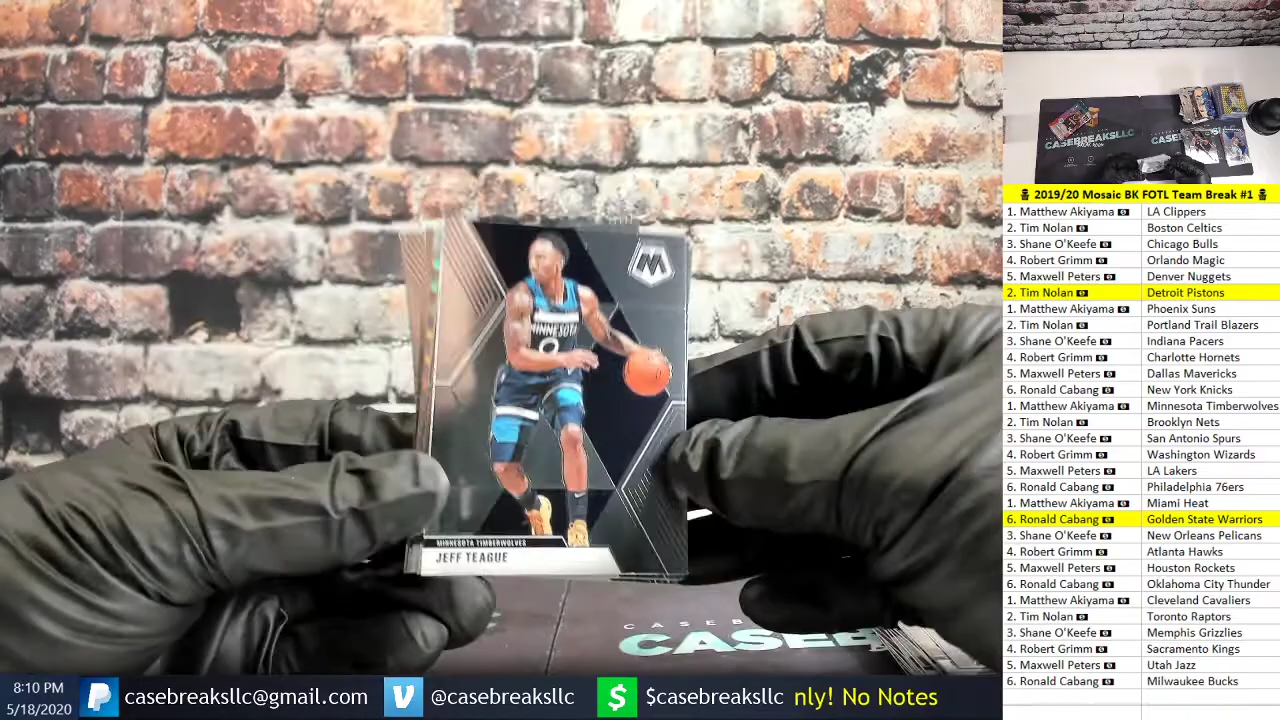 MINNESOTA
0
MINNESOTA TIMBERWOLVES
JEFF TEAGUE
CASEB
CASEB
CASEBREAKSLLC
CASEB
2019/20 Mosaic BK FOTL Team Break #1
1. Matthew Akiyama LA Clippers
2. Tim Nolan Boston Celtics
3. Shane O'Keefe Chicago Bulls
4. Robert Grimm Orlando Magic
5. Maxwell Peters Denver Nuggets
2. Tim Nolan Detroit Pistons
1. Matthew Akiyama Phoenix Suns
2. Tim Nolan Portland Trail Blazers
3. Shane O'Keefe Indiana Pacers
4. Robert Grimm Charlotte Hornets
5. Maxwell Peters Dallas Mavericks
6. Ronald Cabang New York Knicks
1. Matthew Akiyama Minnesota Timberwolves
2. Tim Nolan Brooklyn Nets
3. Shane O'Keefe San Antonio Spurs
4. Robert Grimm Washington Wizards
5. Maxwell Peters LA Lakers
6. Ronald Cabang Philadelphia 76ers
1. Matthew Akiyama Miami Heat
6. Ronald Cabang Golden State Warriors
3. Shane O'Keefe New Orleans Pelicans
4. Robert Grimm Atlanta Hawks
5. Maxwell Peters Houston Rockets
6. Ronald Cabang Oklahoma City Thunder
1. Matthew Akiyama Cleveland Cavaliers
2. Tim Nolan Toronto Raptors
3. Shane O'Keefe Memphis Grizzlies
4. Robert Grimm Sacramento Kings
5. Maxwell Peters Utah Jazz
6. Ronald Cabang Milwaukee Bucks
8:10 PM
5/18/2020
casebreaksllc@gmail.com @casebreaksllc $casebreaksllc nly! No Notes